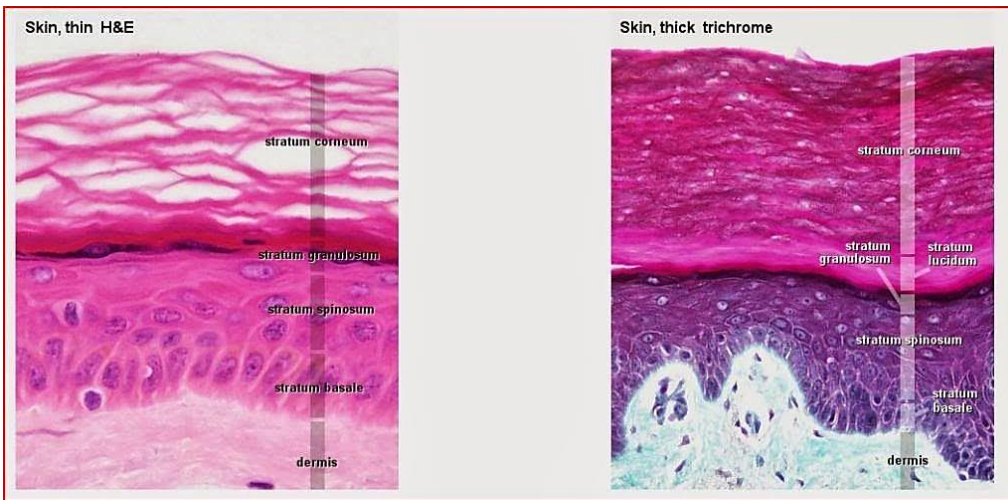 Skin, thin H&E
stratum corneum
stratum granulosum
stratum spinosum
stratum basale
dermis
Skin, thick trichrome
stratum corneum
stratum
granulosum
stratum
lucidum
stratum spinosum
stratum
basale
dermis